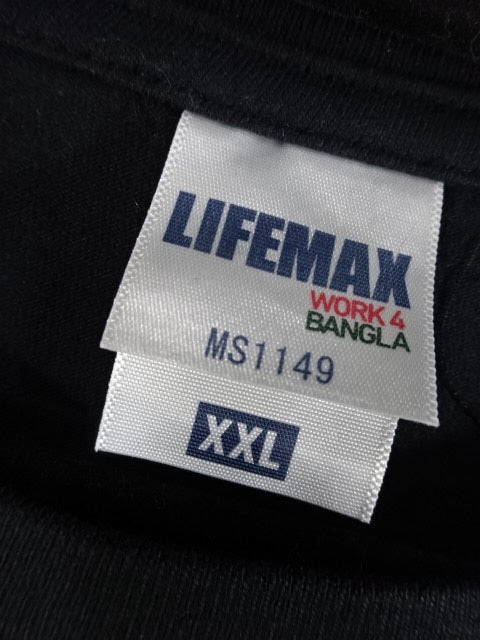 LIFEMAX
WORK 4
BANGLA
MS1149
XXL